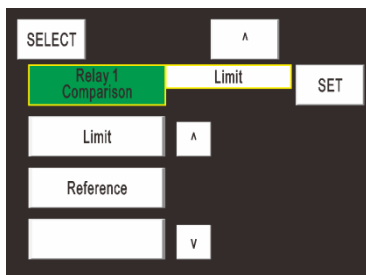 SELECT
∧
Relay 1
Comparison
Limit
SET
Limit
∧
Reference
∨